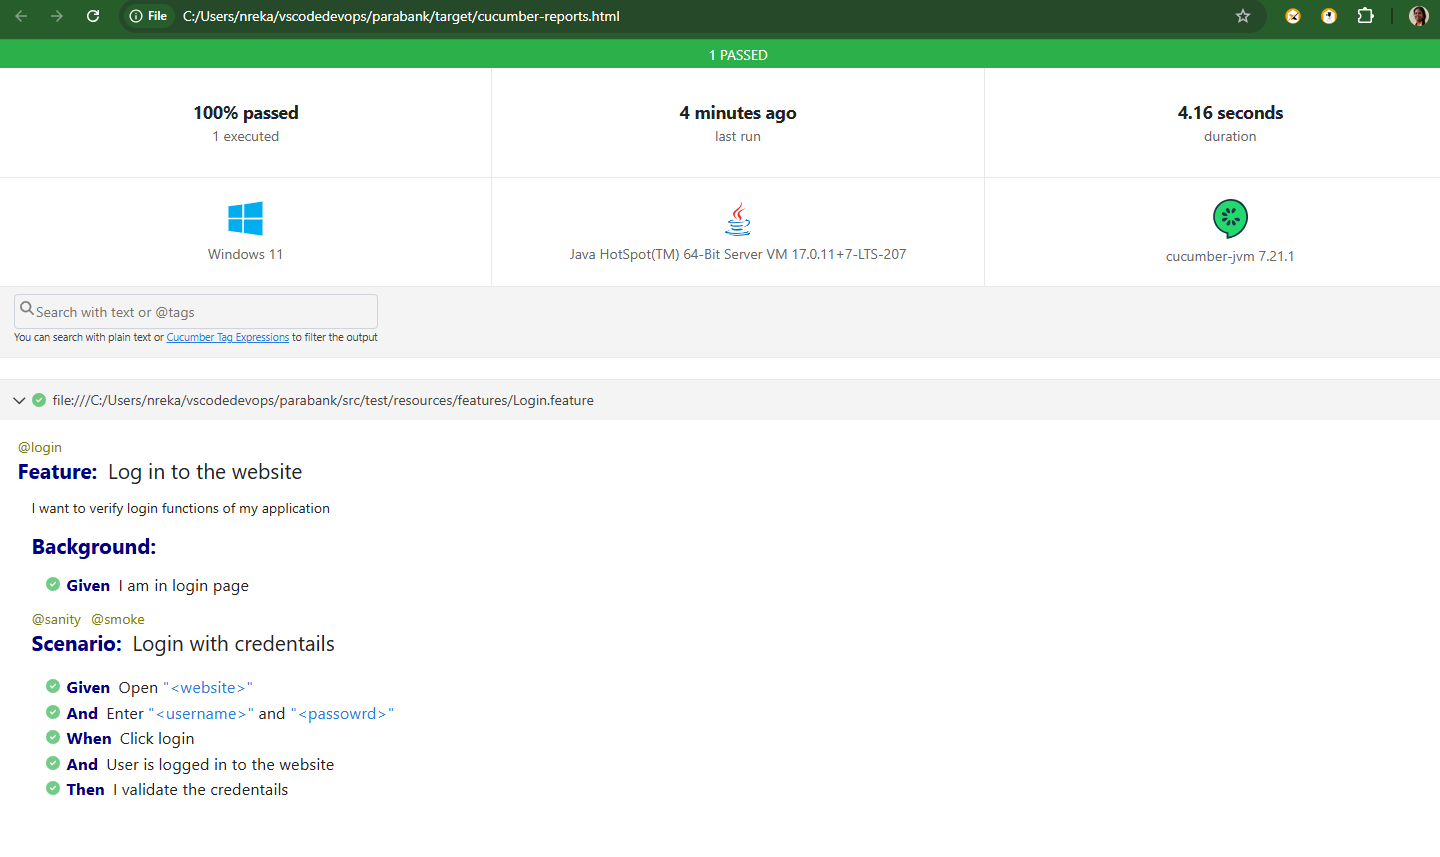 File C:/Users/nreka/vscodedevops/parabank/target/cucumber-reports.html
1 PASSED
100% passed
1 executed
4 minutes ago
last run
4.16 seconds
duration
Windows 11
Java HotSpot(TM) 64-Bit Server VM 17.0.11+7-LTS-207
cucumber-jvm 7.21.1
Search with text or @tags
You can search with plain text or Cucumber Tag Expressions to filter the output
file:///C:/Users/nreka/vscodedevops/parabank/src/test/resources/features/Login.feature
@login
Feature: Log in to the website
I want to verify login functions of my application
Background:
Given I am in login page
@sanity @smoke
Scenario: Login with credentails
Given Open "<website>"
And Enter "<username>" and "<passowrd>"
When Click login
And User is logged in to the website
Then I validate the credentails